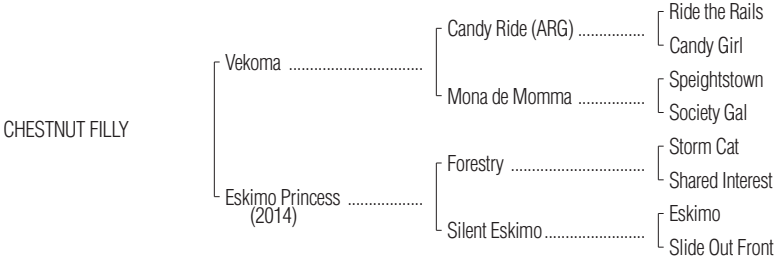 Ride the Rails
Candy Ride (ARG) ................
Candy Girl
Vekoma ................................
Speightstown
Mona de Momma ................
Society Gal
CHESTNUT FILLY
Storm Cat
Forestry ................................
Shared Interest
Eskimo Princess ..................
(2014)
Eskimo
Silent Eskimo ........................
Slide Out Front